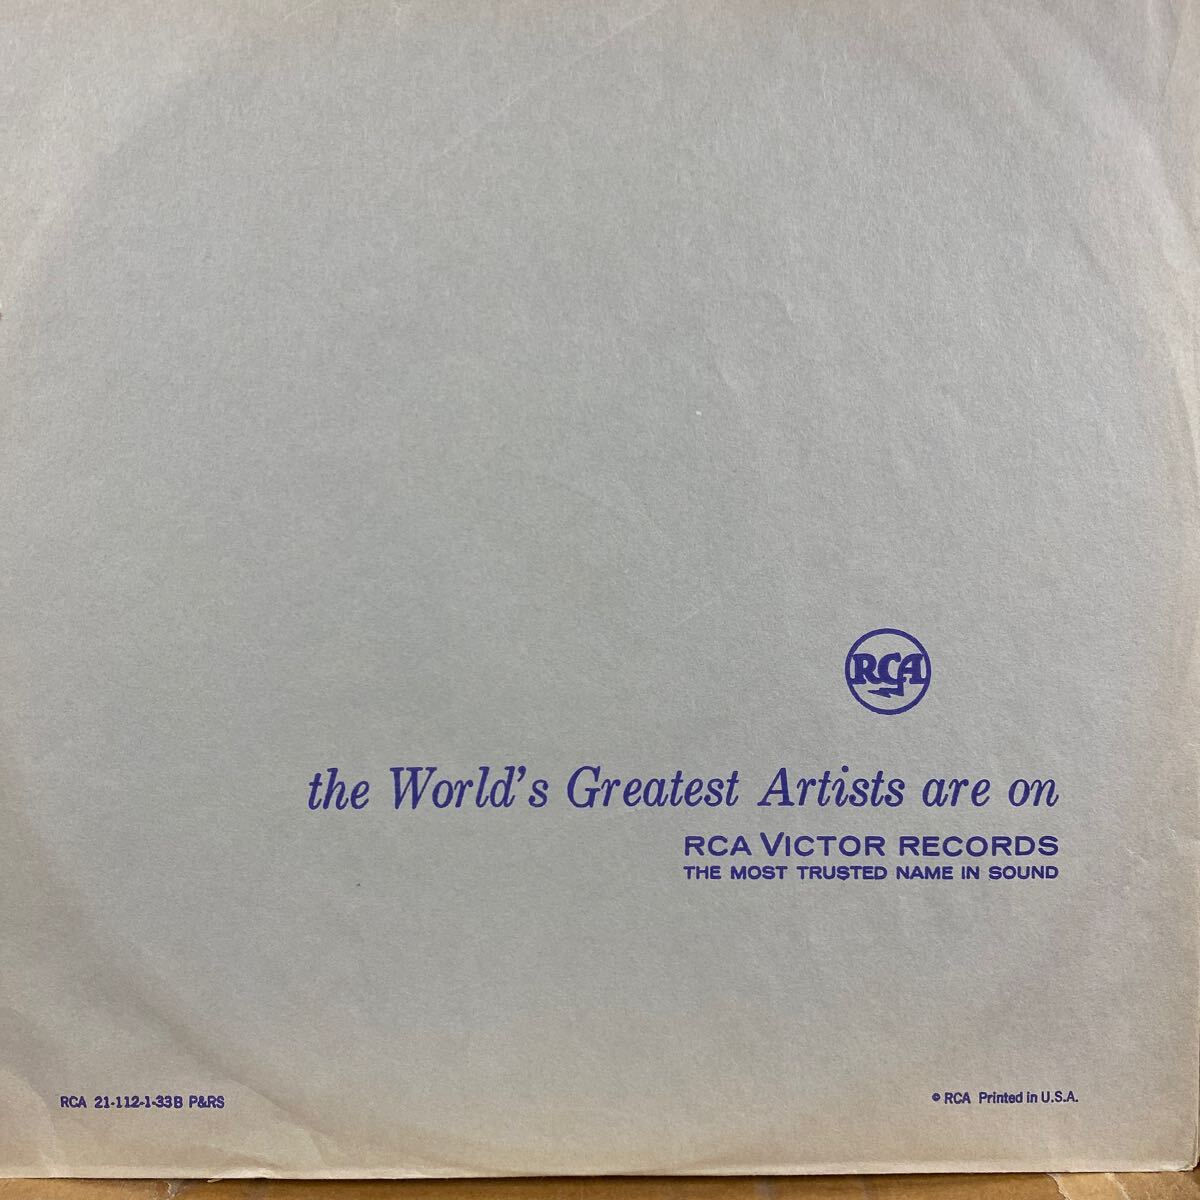 RCA
the World's Greatest Artists are on
RCA VICTOR RECORDS
THE MOST TRUSTED NAME IN SOUND
RCA 21-112-1-33B P&RS
© RCA Printed in U.S.A.